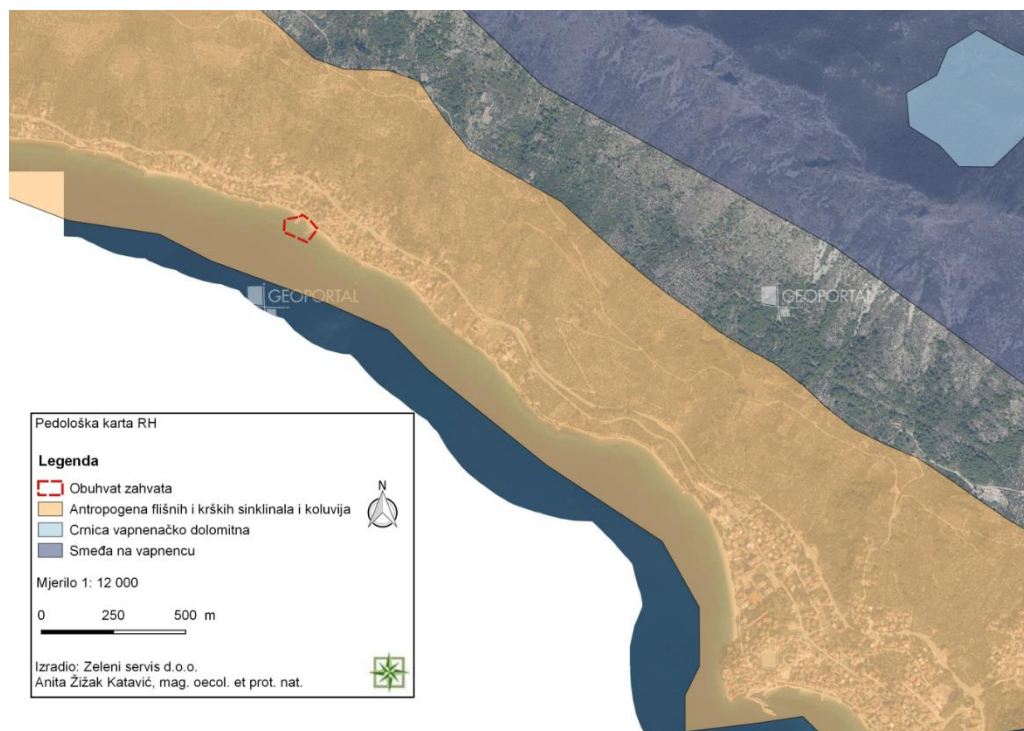 GEOPORTAL
GEOPORTAL
Pedološka karta RH
Legenda
Obuhvat zahvata
Antropogena flišnih i krških sinklinala i koluvija
Crnica vapnenačko dolomitna
Smeđa na vapnencu
N
Mjerilo 1: 12 000
0 250 500 m
Izradio: Zeleni servis d.o.o.
Anita Žižak Katavić, mag. oecol. et prot. nat.